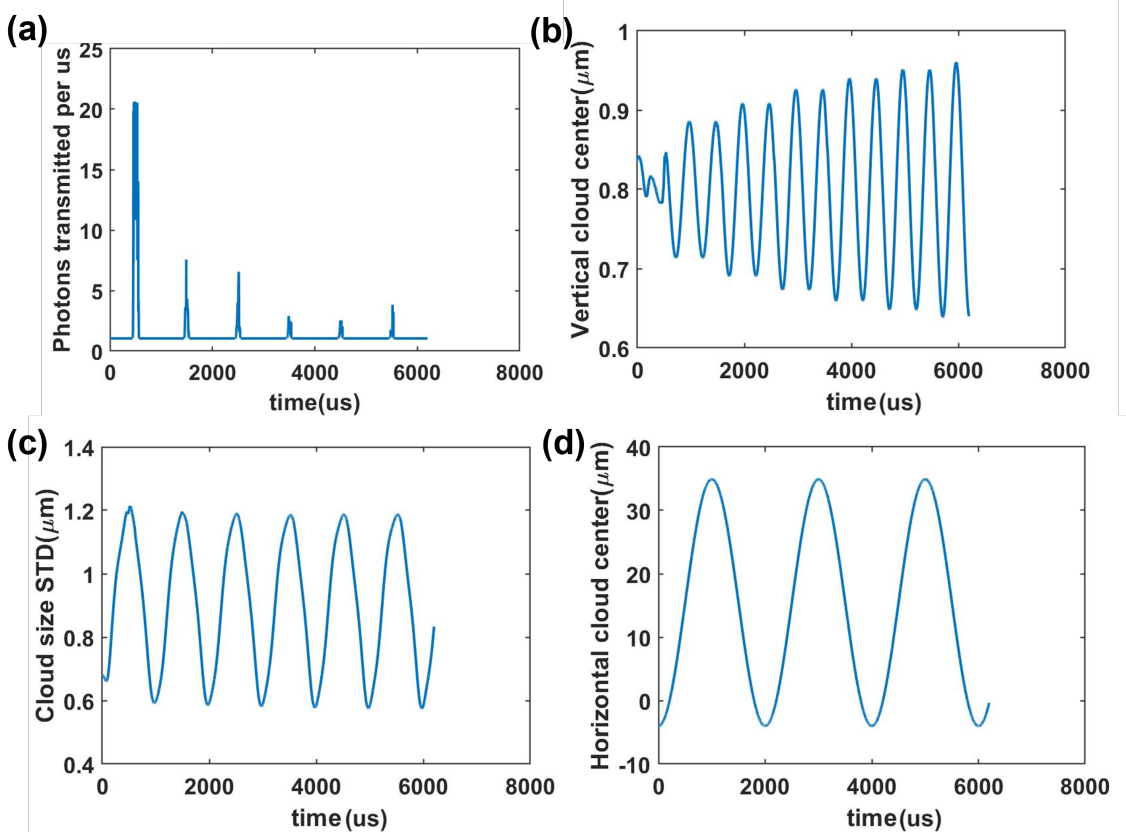 (a)
Photons transmitted per us
25
20
15
10
5
0
0 2000 4000 6000 8000
time(us)
(b)
Vertical cloud center(μm)
1
0.9
0.8
0.7
0.6
0 2000 4000 6000 8000
time(us)
(c)
Cloud size STD(μm)
1.4
1.2
1
0.8
0.6
0.4
0 2000 4000 6000 8000
time(us)
(d)
Horizontal cloud center(μm)
40
30
20
10
0
-10
0 2000 4000 6000 8000
time(us)